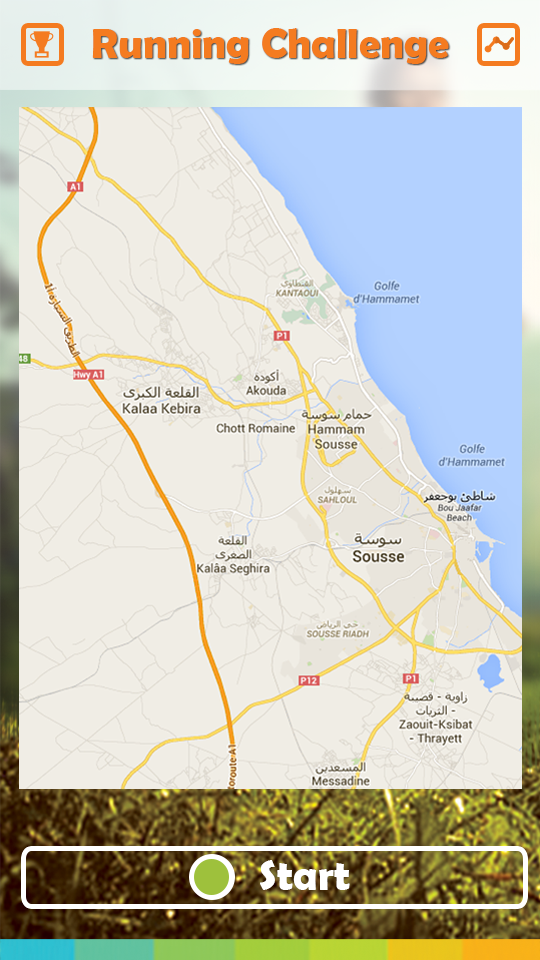 Running Challenge
A1
القنطاوي
KANTAOUI
Golfe
d'Hammamet
P1
الطريق السيارة أ1
48
Hwy A1
أكودة
Akouda
القلعة الكبرى
Kalaa Kebira
حمام سوسة
Hammam
Sousse
Chott Romaine
Golfe
d'Hammamet
سهلول
SAHLOUL
شاطئ بوجعفر
Bou Jaafar
Beach
القلعة
الصغرى
Kalâa Seghira
سوسة
Sousse
حي الرياض
SOUSSE RIADH
P12
P1
زاوية - قصيبة
- الثريات
Zaouit-Ksibat
- Thrayett
المسعدين
Messadine
toroute A1
Start